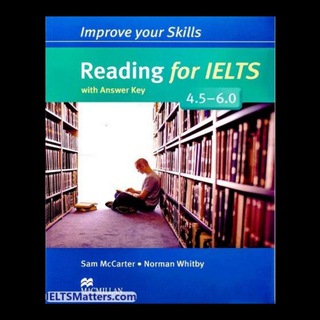 Improve your Skills
Reading for IELTS
with Answer Key
4.5–6.0
Sam McCarter • Norman Whitby
MACMILLAN
IELTSMatters.com